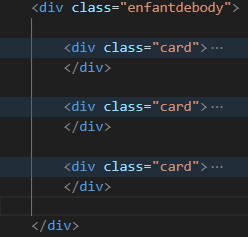 <div class="enfantdebody">
<div class="card">···
</div>
<div class="card">···
</div>
<div class="card">···
</div>
</div>